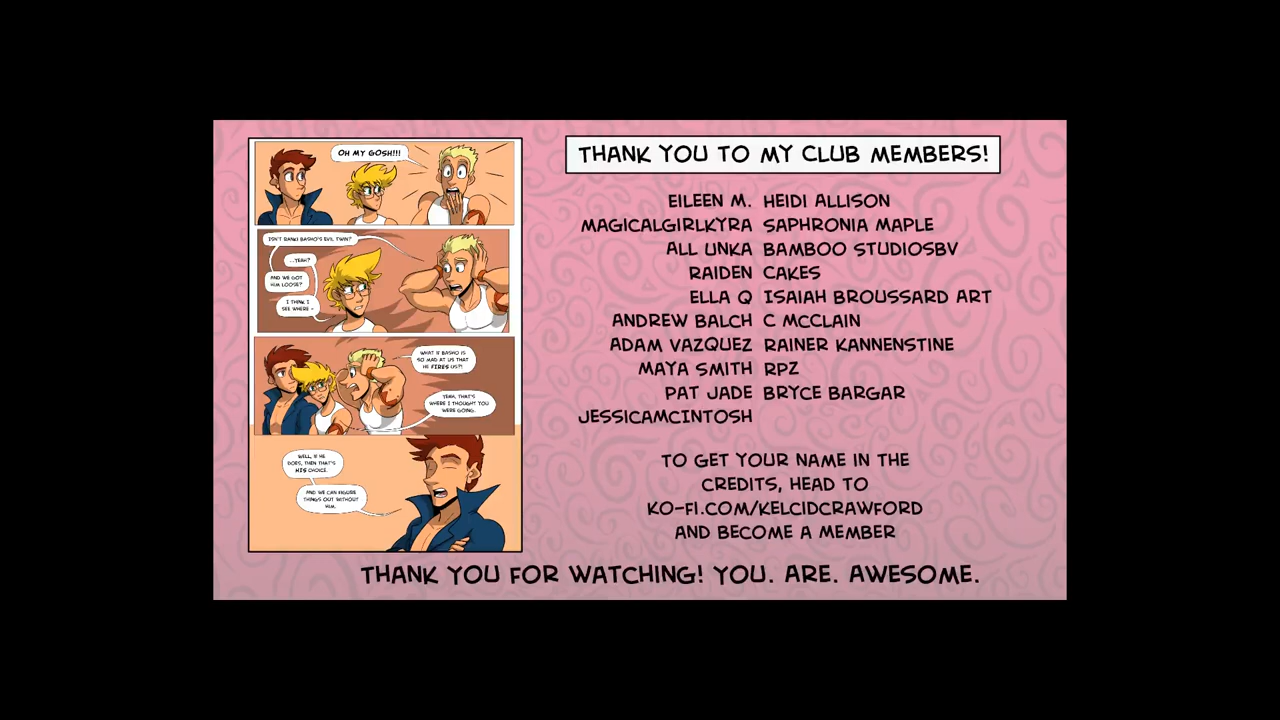 OH MY GOSH!!!
ISN'T BANKI BASHO'S EVIL TWIN?
...YEAH?
AND WE GOT
HIM LOOSE?
I THINK I
SEE WHERE -
WHAT IF BASHO IS
SO MAD AT US THAT
HE FIRES US?!
YEAH, THAT'S
WHERE I THOUGHT YOU
WERE GOING.
WELL, IF HE
DOES, THEN THAT'S
HIS CHOICE.
AND WE CAN FIGURE
THINGS OUT WITHOUT
HIM.
THANK YOU TO MY CLUB MEMBERS!
EILEEN M. HEIDI ALLISON
MAGICALGIRLKYRA SAPHRONIA MAPLE
ALL UNKA BAMBOO STUDIOSBV
RAIDEN CAKES
ELLA Q ISAIAH BROUSSARD ART
ANDREW BALCH C MCCLAIN
ADAM VAZQUEZ RAINER KANNENSTINE
MAYA SMITH RPZ
PAT JADE BRYCE BARGAR
JESSICAMCINTOSH
TO GET YOUR NAME IN THE
CREDITS, HEAD TO
KO-FI.COM/KELCIDCRAWFORD
AND BECOME A MEMBER
THANK YOU FOR WATCHING! YOU. ARE. AWESOME.